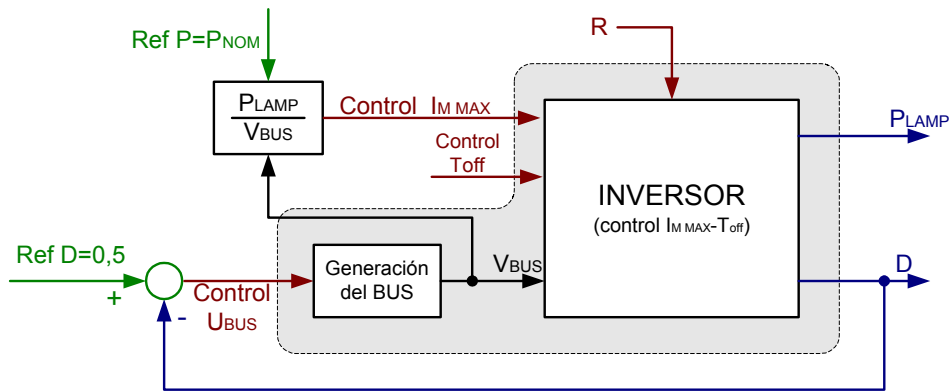 Ref P=PNOM
R
PLAMP
VBUS
Control IM MAX
PLAMP
Control
Toff
INVERSOR
(control IM MAX-Toff)
Ref D=0,5
+
-
Control
UBUS
Generación
del BUS
VBUS
D